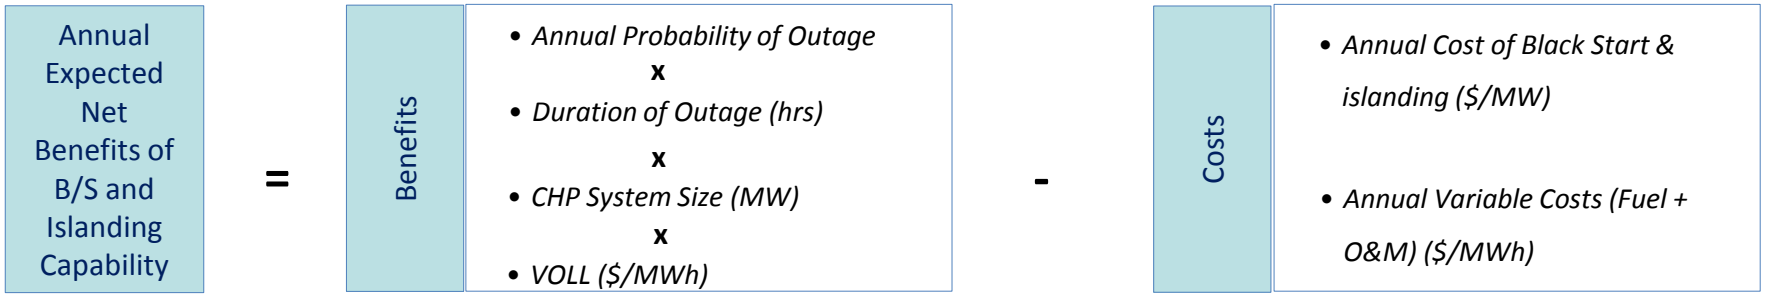 Annual
Expected
Net
Benefits of
B/S and
Islanding
Capability
=
Benefits
• Annual Probability of Outage
x
• Duration of Outage (hrs)
x
• CHP System Size (MW)
x
• VOLL ($/MWh)
-
Costs
• Annual Cost of Black Start &
islanding ($/MW)
• Annual Variable Costs (Fuel +
O&M) ($/MWh)